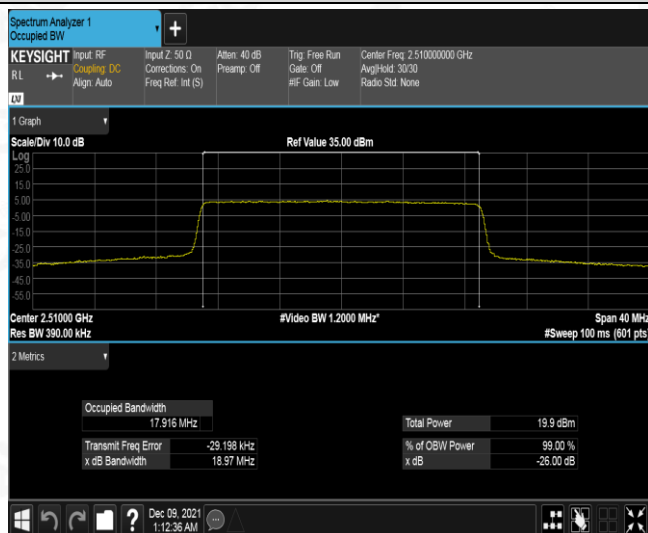 Spectrum Analyzer 1
Occupied BW
+
KEYSIGHT Input: RF Input Z: 50 Ω Atten: 40 dB Trig: Free Run Center Freq: 2.510000000 GHz
RL Coupling: DC Corrections: On Preamp: Off Gate: Off Avg|Hold: 30/30
Align: Auto Freq Ref: Int (S) #IF Gain: Low Radio Std: None
LXI
1 Graph
Scale/Div 10.0 dB Ref Value 35.00 dBm
Log
25.0
15.0
5.00
-5.00
-15.0
-25.0
-35.0
-45.0
-55.0
Center 2.51000 GHz #Video BW 1.2000 MHz* Span 40 MHz
Res BW 390.00 kHz #Sweep 100 ms (601 pts)
2 Metrics
Occupied Bandwidth
17.916 MHz Total Power 19.9 dBm
Transmit Freq Error -29.198 kHz % of OBW Power 99.00 %
x dB Bandwidth 18.97 MHz x dB -26.00 dB
? Dec 09, 2021
1:12:36 AM